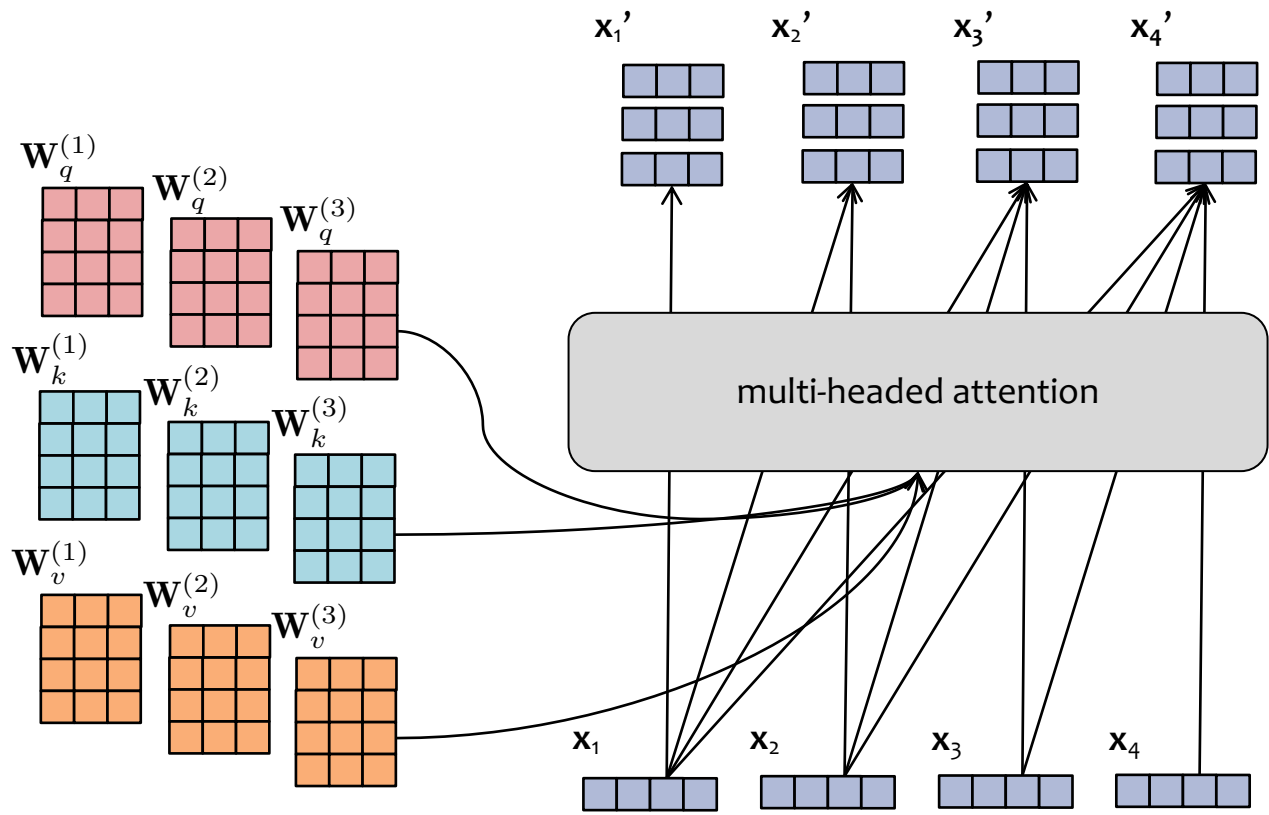 x₁’ x₂’ x₃’ x₄’
W_q^(1)
W_q^(2)
W_q^(3)
W_k^(1)
W_k^(2)
W_k^(3)
multi-headed attention
W_v^(1)
W_v^(2)
W_v^(3)
x₁ x₂ x₃ x₄